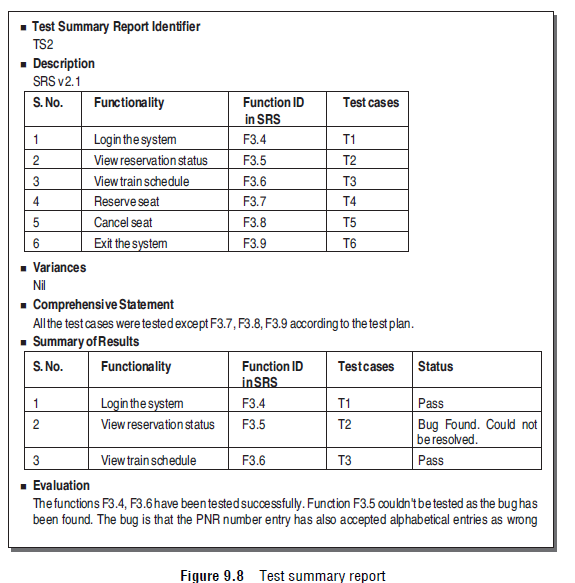 ■ Test Summary Report Identifier
TS2
■ Description
SRS v2.1
S. No. Functionality Function ID in SRS Test cases
1 Login the system F3.4 T1
2 View reservation status F3.5 T2
3 View train schedule F3.6 T3
4 Reserve seat F3.7 T4
5 Cancel seat F3.8 T5
6 Exit the system F3.9 T6
■ Variances
Nil
■ Comprehensive Statement
All the test cases were tested except F3.7, F3.8, F3.9 according to the test plan.
■ Summary of Results
S. No. Functionality Function ID in SRS Test cases Status
1 Login the system F3.4 T1 Pass
2 View reservation status F3.5 T2 Bug Found. Could not be resolved.
3 View train schedule F3.6 T3 Pass
■ Evaluation
The functions F3.4, F3.6 have been tested successfully. Function F3.5 couldn't be tested as the bug has
been found. The bug is that the PNR number entry has also accepted alphabetical entries as wrong
Figure 9.8 Test summary report